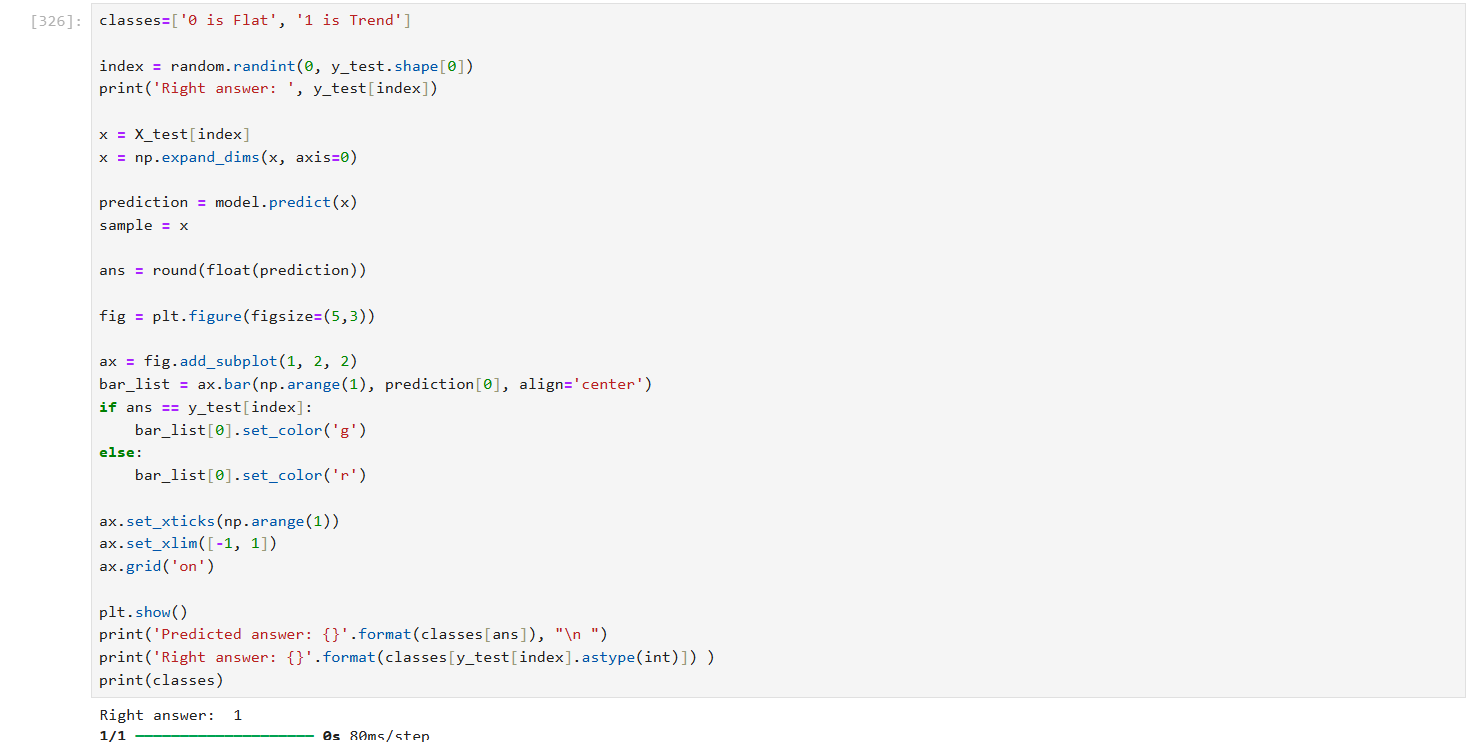 [326]:
classes=['0 is Flat', '1 is Trend']
index = random.randint(0, y_test.shape[0])
print('Right answer: ', y_test[index])
x = X_test[index]
x = np.expand_dims(x, axis=0)
prediction = model.predict(x)
sample = x
ans = round(float(prediction))
fig = plt.figure(figsize=(5,3))
ax = fig.add_subplot(1, 2, 2)
bar_list = ax.bar(np.arange(1), prediction[0], align='center')
if ans == y_test[index]:
    bar_list[0].set_color('g')
else:
    bar_list[0].set_color('r')
ax.set_xticks(np.arange(1))
ax.set_xlim([-1, 1])
ax.grid('on')
plt.show()
print('Predicted answer: {}'.format(classes[ans]), "\n ")
print('Right answer: {}'.format(classes[y_test[index].astype(int)]) )
print(classes)
Right answer:  1
1/1 ━━━━━━━━━━━━━━━━━━━━ 0s 80ms/step